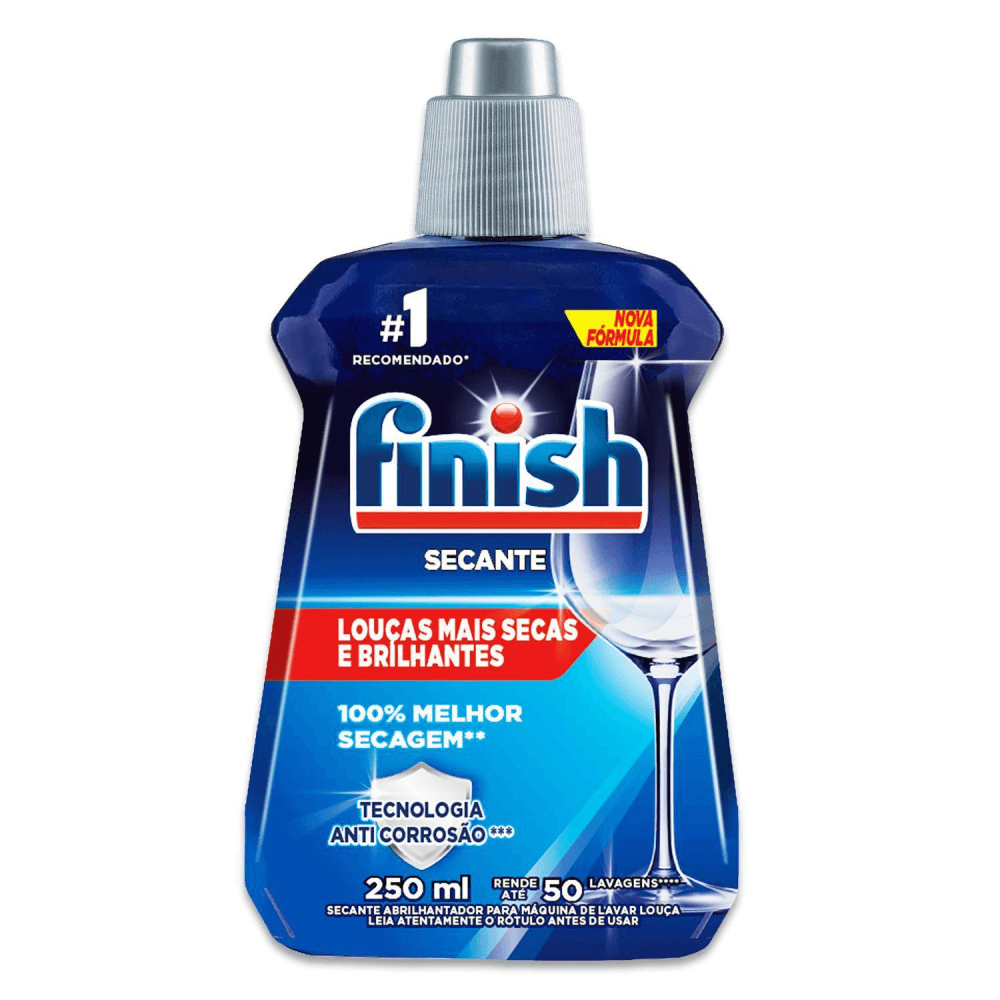 #1
RECOMENDADO*
NOVA
FÓRMULA
finish
SECANTE
LOUÇAS MAIS SECAS
E BRILHANTES
100% MELHOR
SECAGEM**
TECNOLOGIA
ANTI CORROSÃO***
250 ml RENDE ATÉ 50 LAVAGENS****
SECANTE ABRILHANTADOR PARA MÁQUINA DE LAVAR LOUÇA
LEIA ATENTAMENTE O RÓTULO ANTES DE USAR